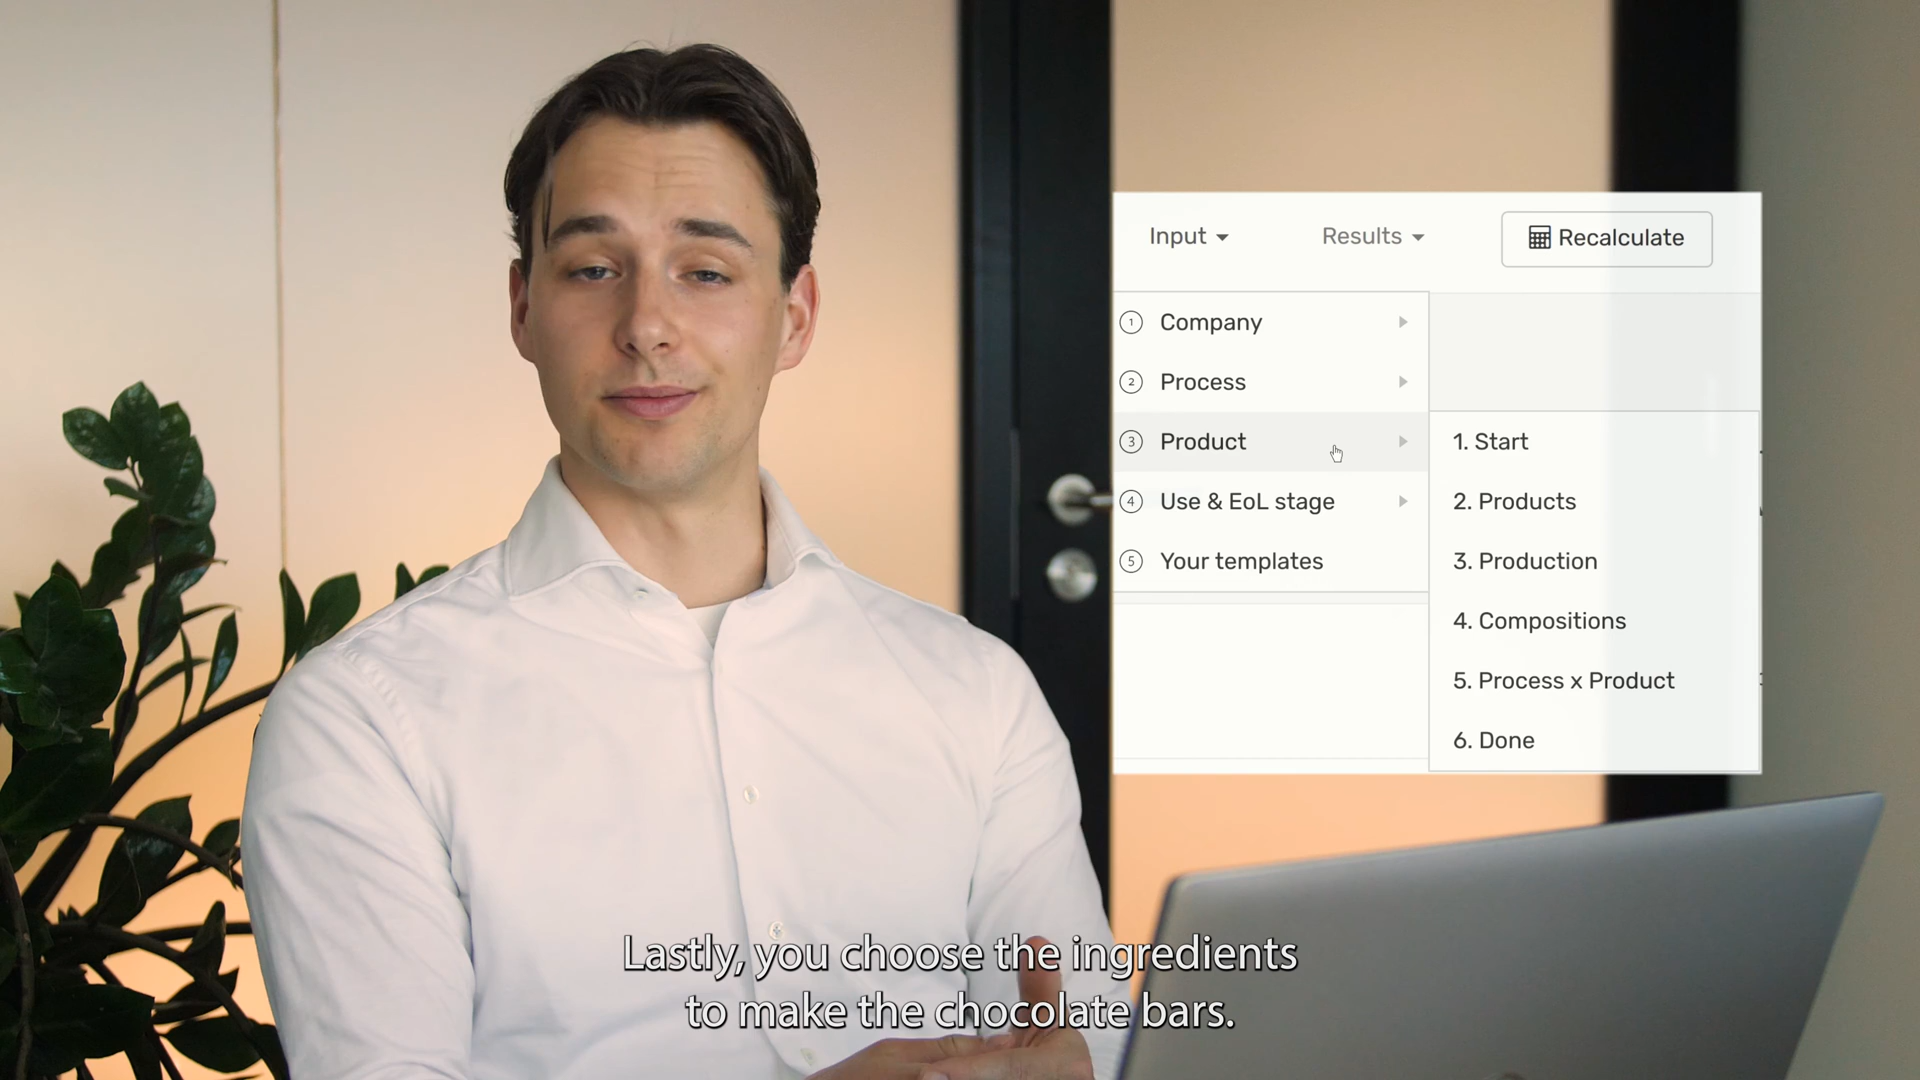 Input
Results
Recalculate
1 Company
2 Process
3 Product
4 Use & EoL stage
5 Your templates
1. Start
2. Products
3. Production
4. Compositions
5. Process x Product
6. Done
Lastly, you choose the ingredients
to make the chocolate bars.